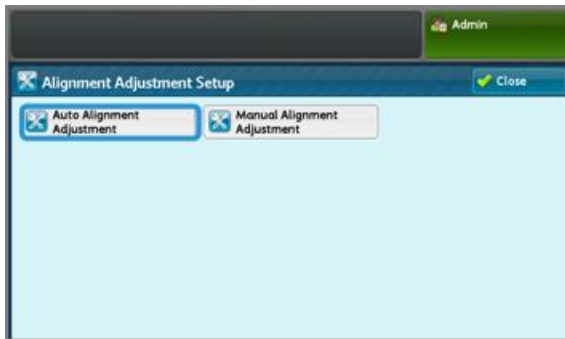 Admin
Alignment Adjustment Setup
Close
Auto Alignment
Adjustment
Manual Alignment
Adjustment